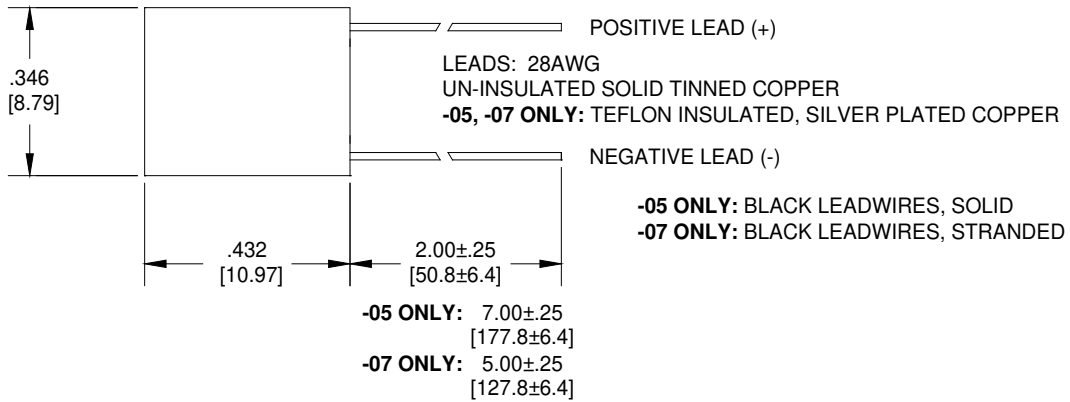 POSITIVE LEAD (+)
.346
[8.79]
LEADS: 28AWG
UN-INSULATED SOLID TINNED COPPER
-05, -07 ONLY: TEFLON INSULATED, SILVER PLATED COPPER
NEGATIVE LEAD (-)
-05 ONLY: BLACK LEADWIRES, SOLID
-07 ONLY: BLACK LEADWIRES, STRANDED
.432
[10.97]
2.00±.25
[50.8±6.4]
-05 ONLY: 7.00±.25
[177.8±6.4]
-07 ONLY: 5.00±.25
[127.8±6.4]